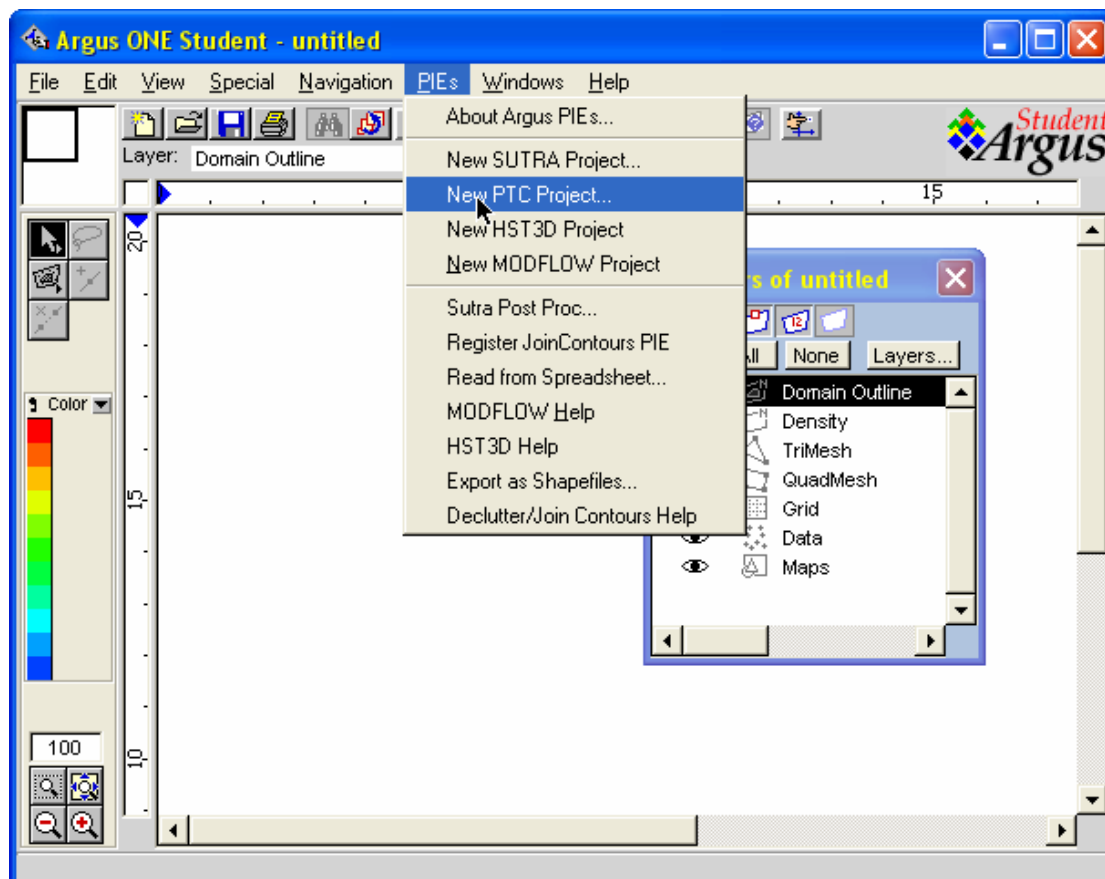 Argus ONE Student - untitled
File Edit View Special Navigation PIEs Windows Help
Student
Argus
Layer: Domain Outline
About Argus PIEs...
New SUTRA Project...
New PTC Project...
New HST3D Project
New MODFLOW Project
Sutra Post Proc...
Register JoinContours PIE
Read from Spreadsheet...
MODFLOW Help
HST3D Help
Export as Shapefiles...
Declutter/Join Contours Help
15
20
15
10
Color
100
of untitled
None Layers...
Domain Outline
Density
TriMesh
QuadMesh
Grid
Data
Maps